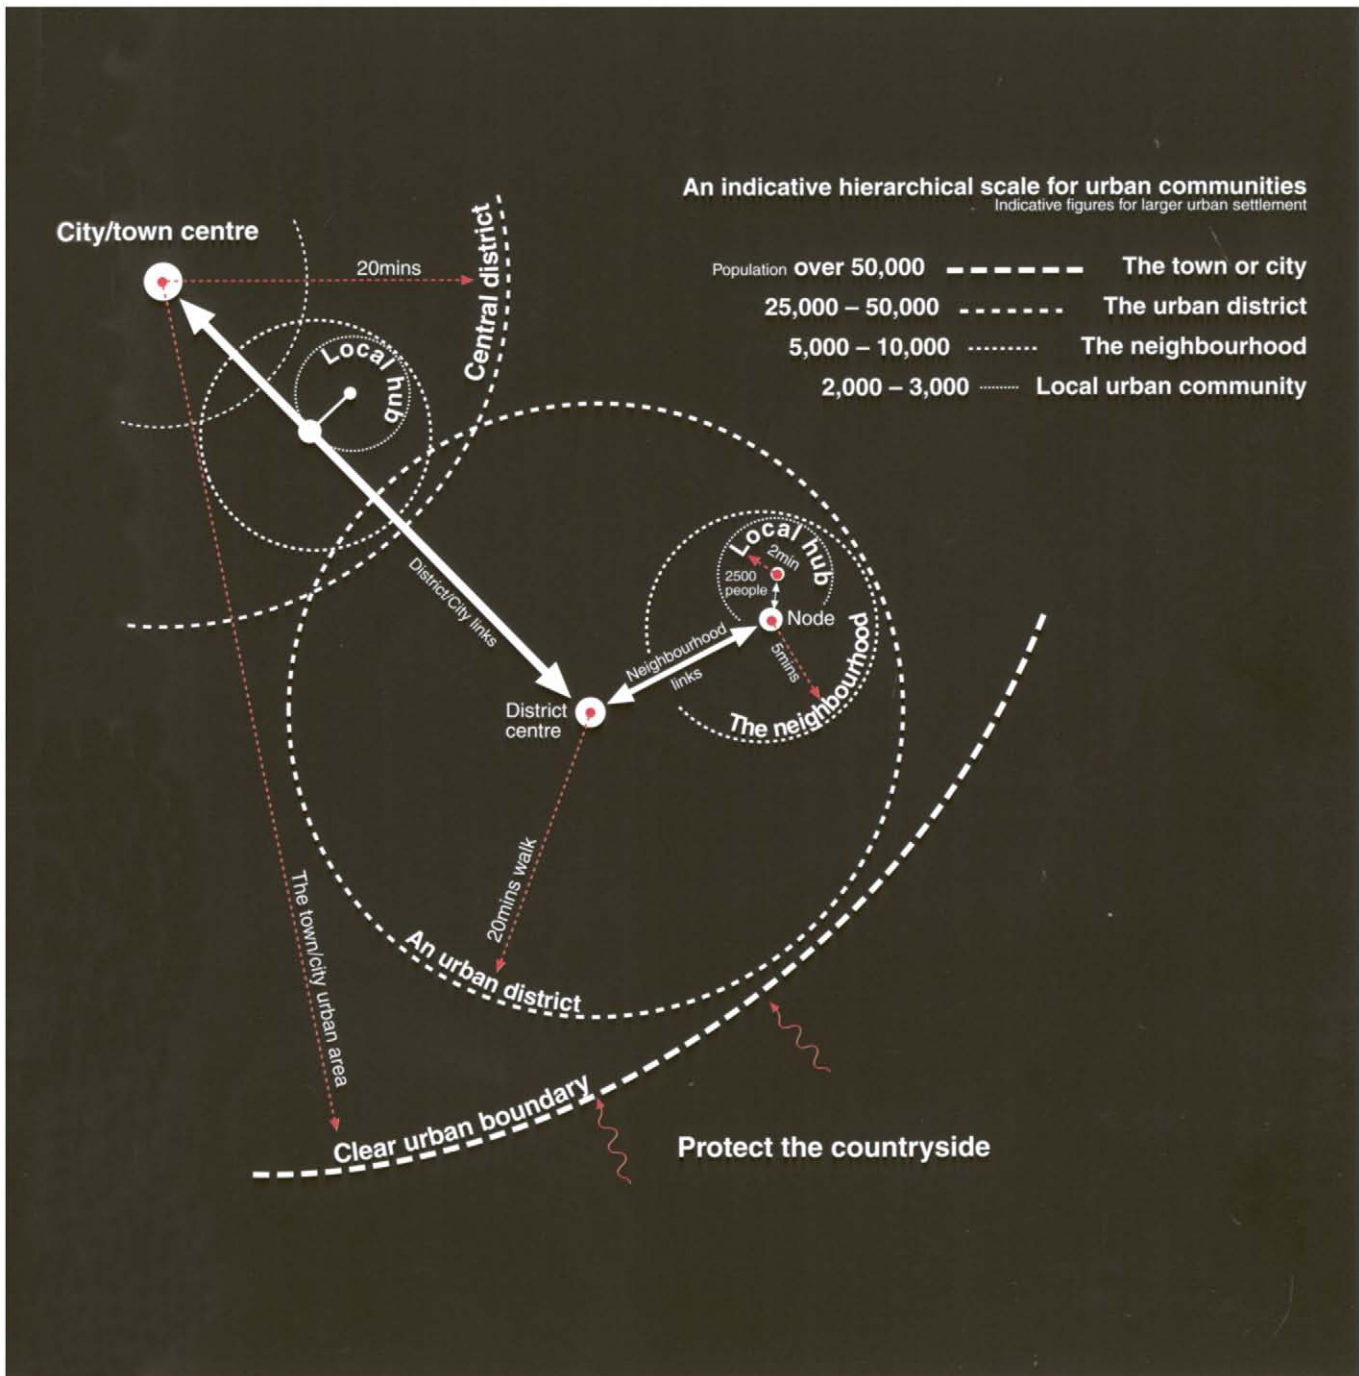 An indicative hierarchical scale for urban communities
Indicative figures for larger urban settlement
Population over 50,000 The town or city
25,000 – 50,000 The urban district
5,000 – 10,000 The neighbourhood
2,000 – 3,000 Local urban community
City/town centre
20mins
Central district
Local hub
District/City links
Local hub
2min
2500
people
Node
Neighbourhood
links
5mins
The neighbourhood
District
centre
20mins walk
An urban district
The town/city urban area
Clear urban boundary
Protect the countryside